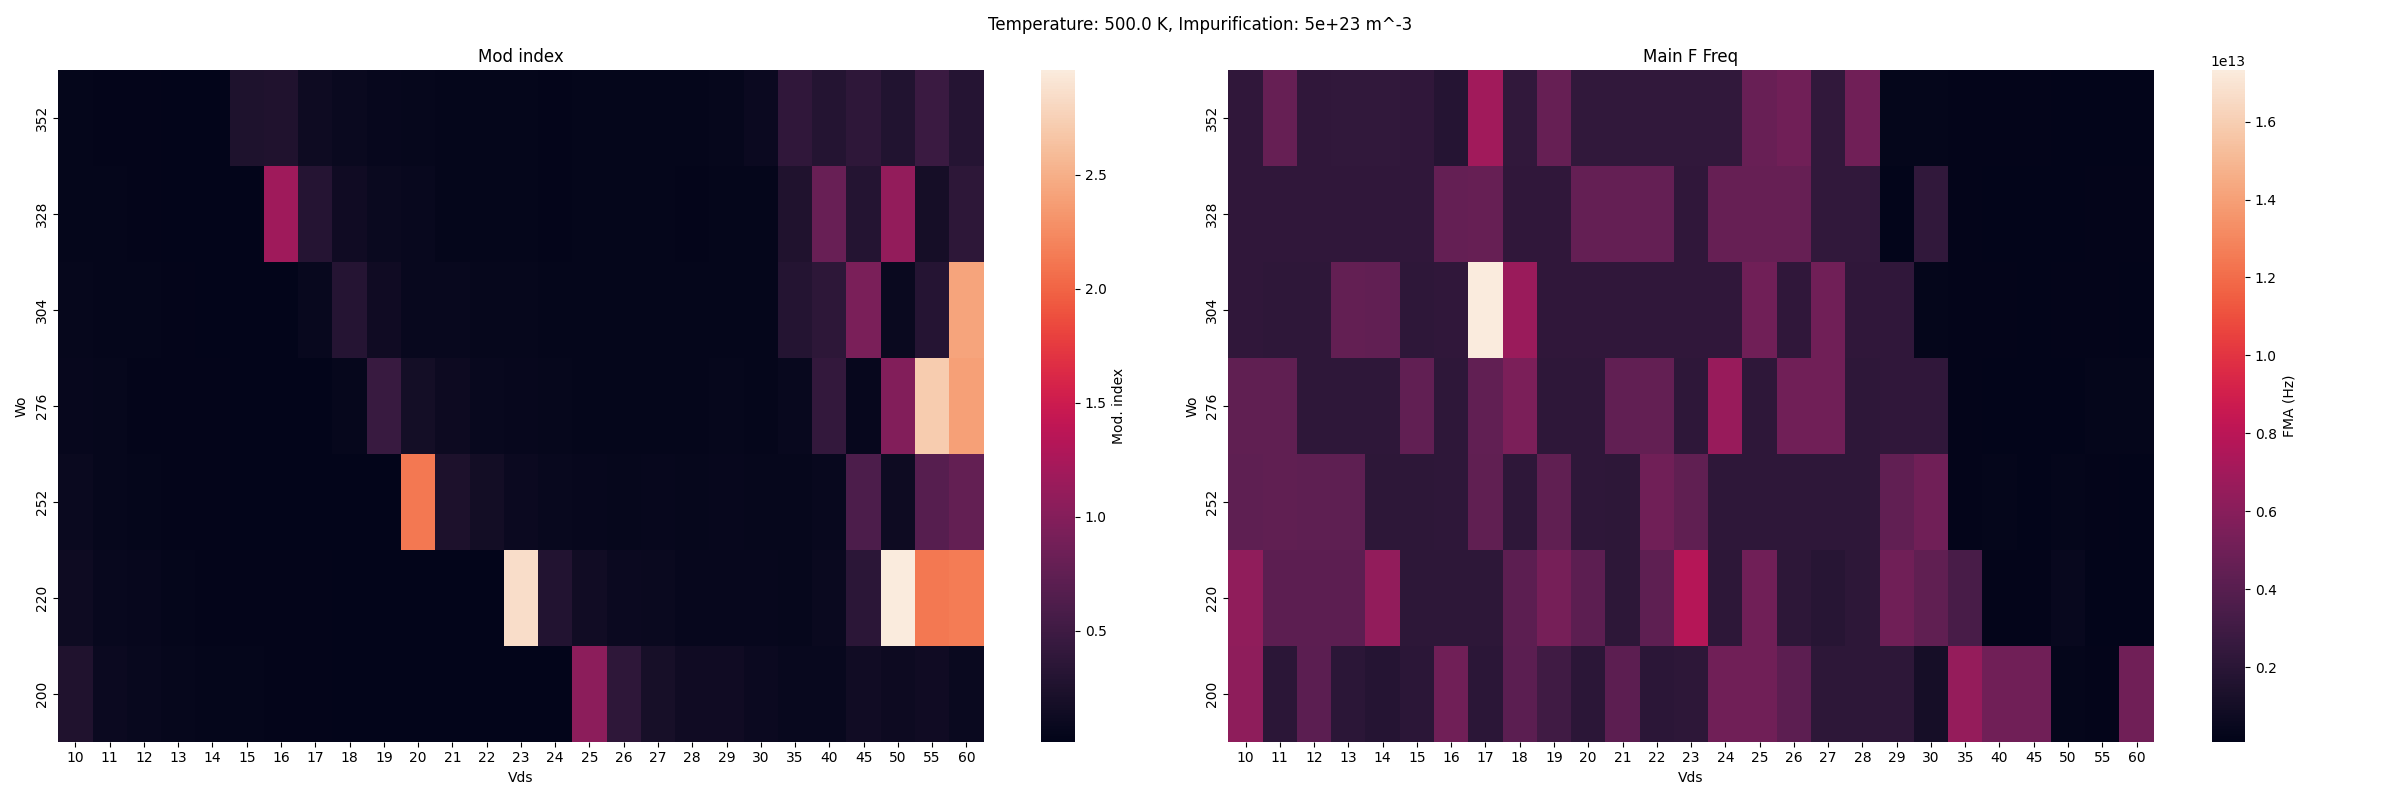 Temperature: 500.0 K, Impurification: 5e+23 m^-3
Mod index
352
328
304
276
252
220
200
Wo
10 11 12 13 14 15 16 17 18 19 20 21 22 23 24 25 26 27 28 29 30 35 40 45 50 55 60
Vds
2.5
2.0
1.5
1.0
0.5
Mod. index
Main F Freq
352
328
304
276
252
220
200
Wo
10 11 12 13 14 15 16 17 18 19 20 21 22 23 24 25 26 27 28 29 30 35 40 45 50 55 60
Vds
1e13
1.6
1.4
1.2
1.0
0.8
0.6
0.4
0.2
FMA (Hz)